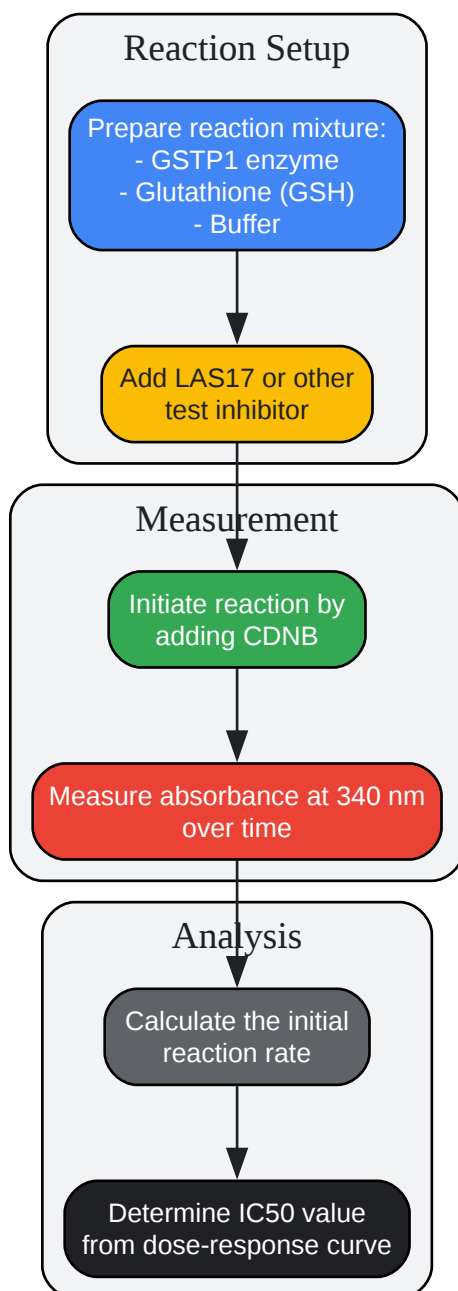 Reaction Setup
Prepare reaction mixture:
- GSTP1 enzyme
- Glutathione (GSH)
- Buffer
Add LAS17 or other
test inhibitor
Measurement
Initiate reaction by
adding CDNB
Measure absorbance at 340 nm
over time
Analysis
Calculate the initial
reaction rate
Determine IC50 value
from dose-response curve